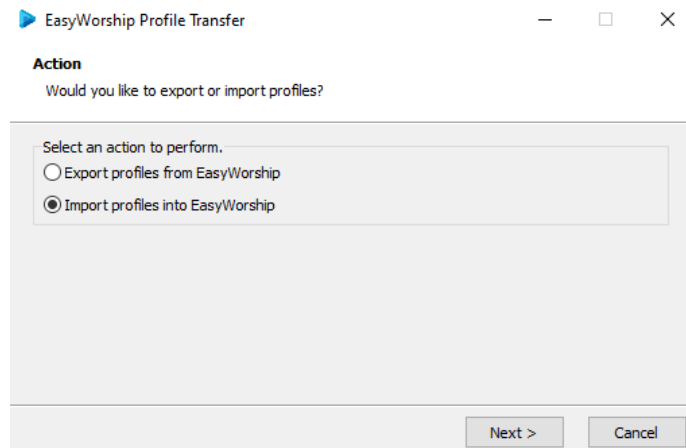 EasyWorship Profile Transfer
Action
Would you like to export or import profiles?
Select an action to perform.
Export profiles from EasyWorship
Import profiles into EasyWorship
Next >
Cancel